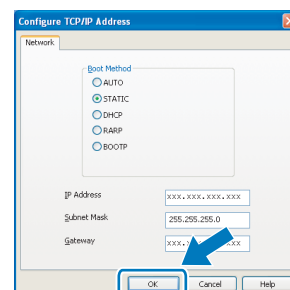 Configure TCP/IP Address
Network
Boot Method
AUTO
STATIC
DHCP
RARP
BOOTP
IP Address xxx.xxx.xxx.xxx
Subnet Mask 255.255.255.0
Gateway
OK Cancel Help